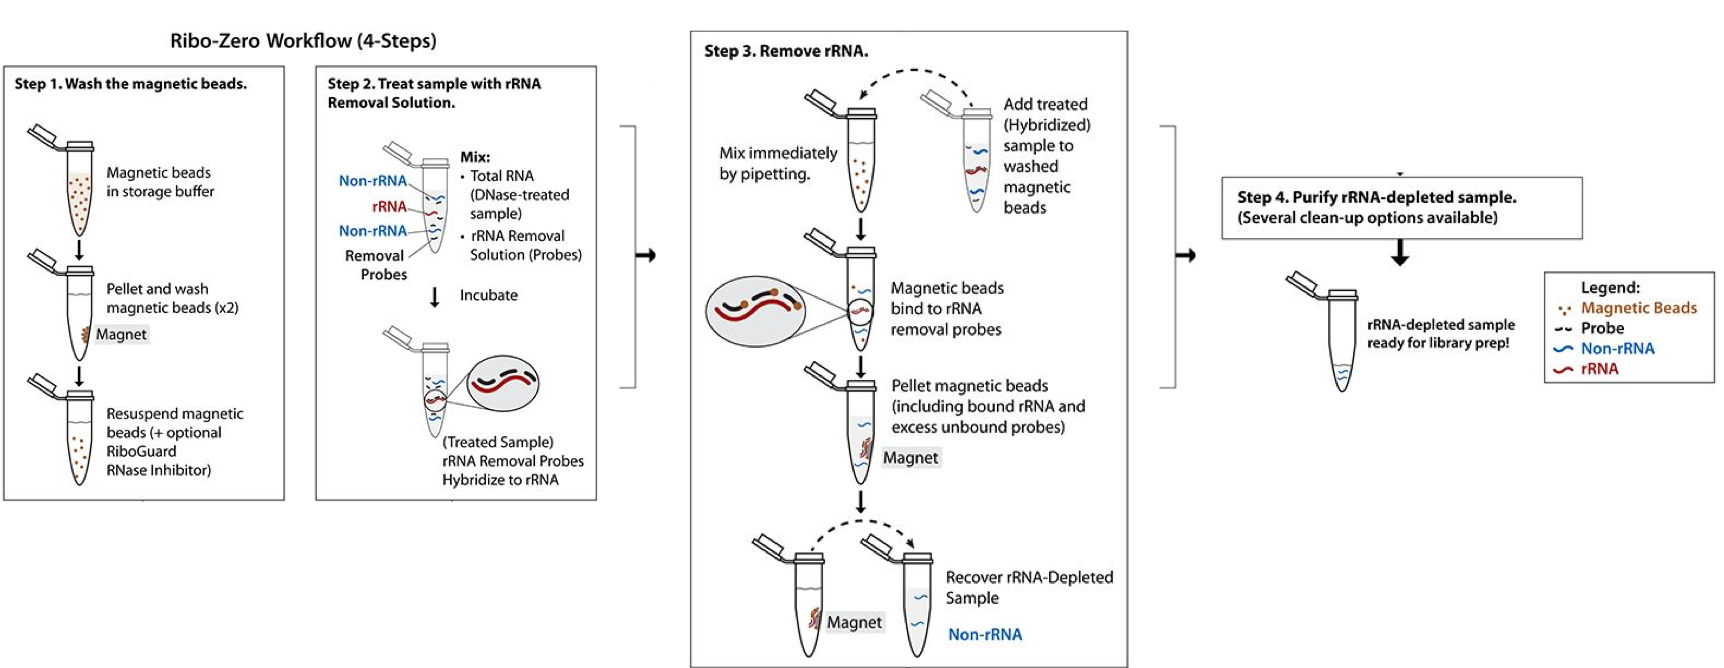 Ribo-Zero Workflow (4-Steps)
Step 1. Wash the magnetic beads.
Magnetic beads
in storage buffer
Pellet and wash
magnetic beads (x2)
Magnet
Resuspend magnetic
beads (+ optional
RiboGuard
RNase Inhibitor)
Step 2. Treat sample with rRNA
Removal Solution.
Non-rRNA
rRNA
Non-rRNA
Removal
Probes
Mix:
• Total RNA
(DNase-treated
sample)
• rRNA Removal
Solution (Probes)
Incubate
(Treated Sample)
rRNA Removal Probes
Hybridize to rRNA
Step 3. Remove rRNA.
Mix immediately
by pipetting.
Add treated
(Hybridized)
sample to
washed
magnetic
beads
Magnetic beads
bind to rRNA
removal probes
Pellet magnetic beads
(including bound rRNA and
excess unbound probes)
Magnet
Magnet
Recover rRNA-Depleted
Sample
Non-rRNA
Step 4. Purify rRNA-depleted sample.
(Several clean-up options available)
rRNA-depleted sample
ready for library prep!
Legend:
Magnetic Beads
Probe
Non-rRNA
rRNA